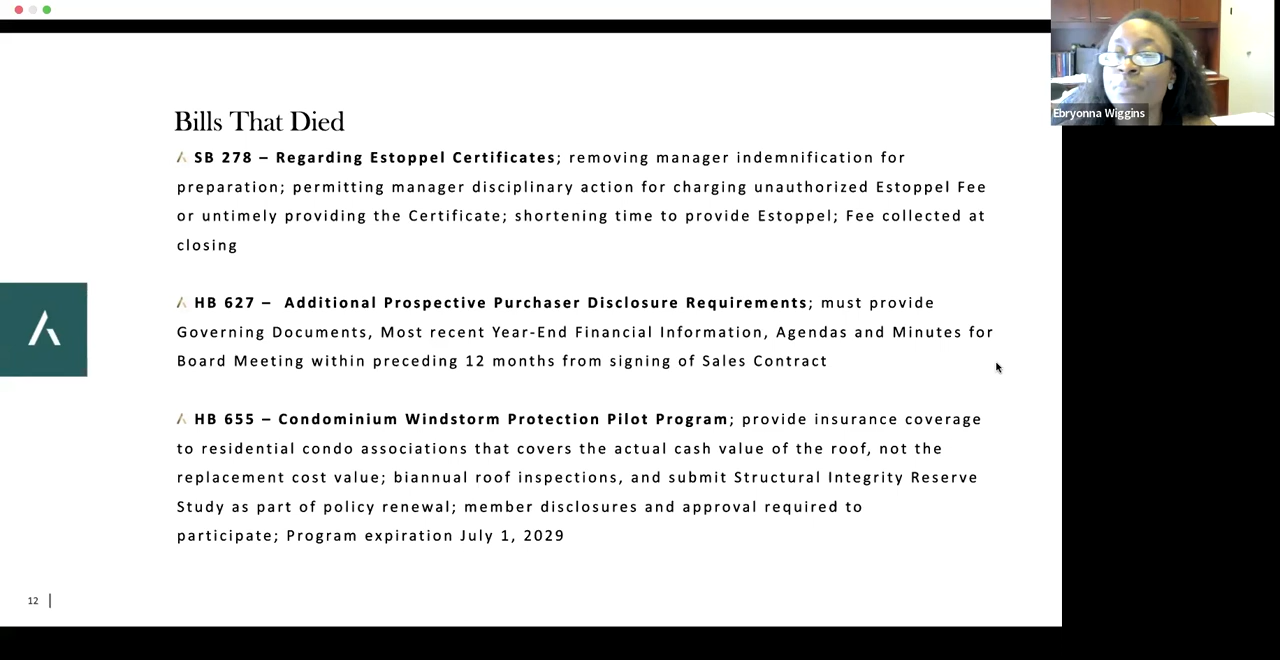 Bills That Died
SB 278 – Regarding Estoppel Certificates; removing manager indemnification for
preparation; permitting manager disciplinary action for charging unauthorized Estoppel Fee
or untimely providing the Certificate; shortening time to provide Estoppel; Fee collected at
closing
HB 627 – Additional Prospective Purchaser Disclosure Requirements; must provide
Governing Documents, Most recent Year-End Financial Information, Agendas and Minutes for
Board Meeting within preceding 12 months from signing of Sales Contract
HB 655 – Condominium Windstorm Protection Pilot Program; provide insurance coverage
to residential condo associations that covers the actual cash value of the roof, not the
replacement cost value; biannual roof inspections, and submit Structural Integrity Reserve
Study as part of policy renewal; member disclosures and approval required to
participate; Program expiration July 1, 2029
12
Ebryonna Wiggins